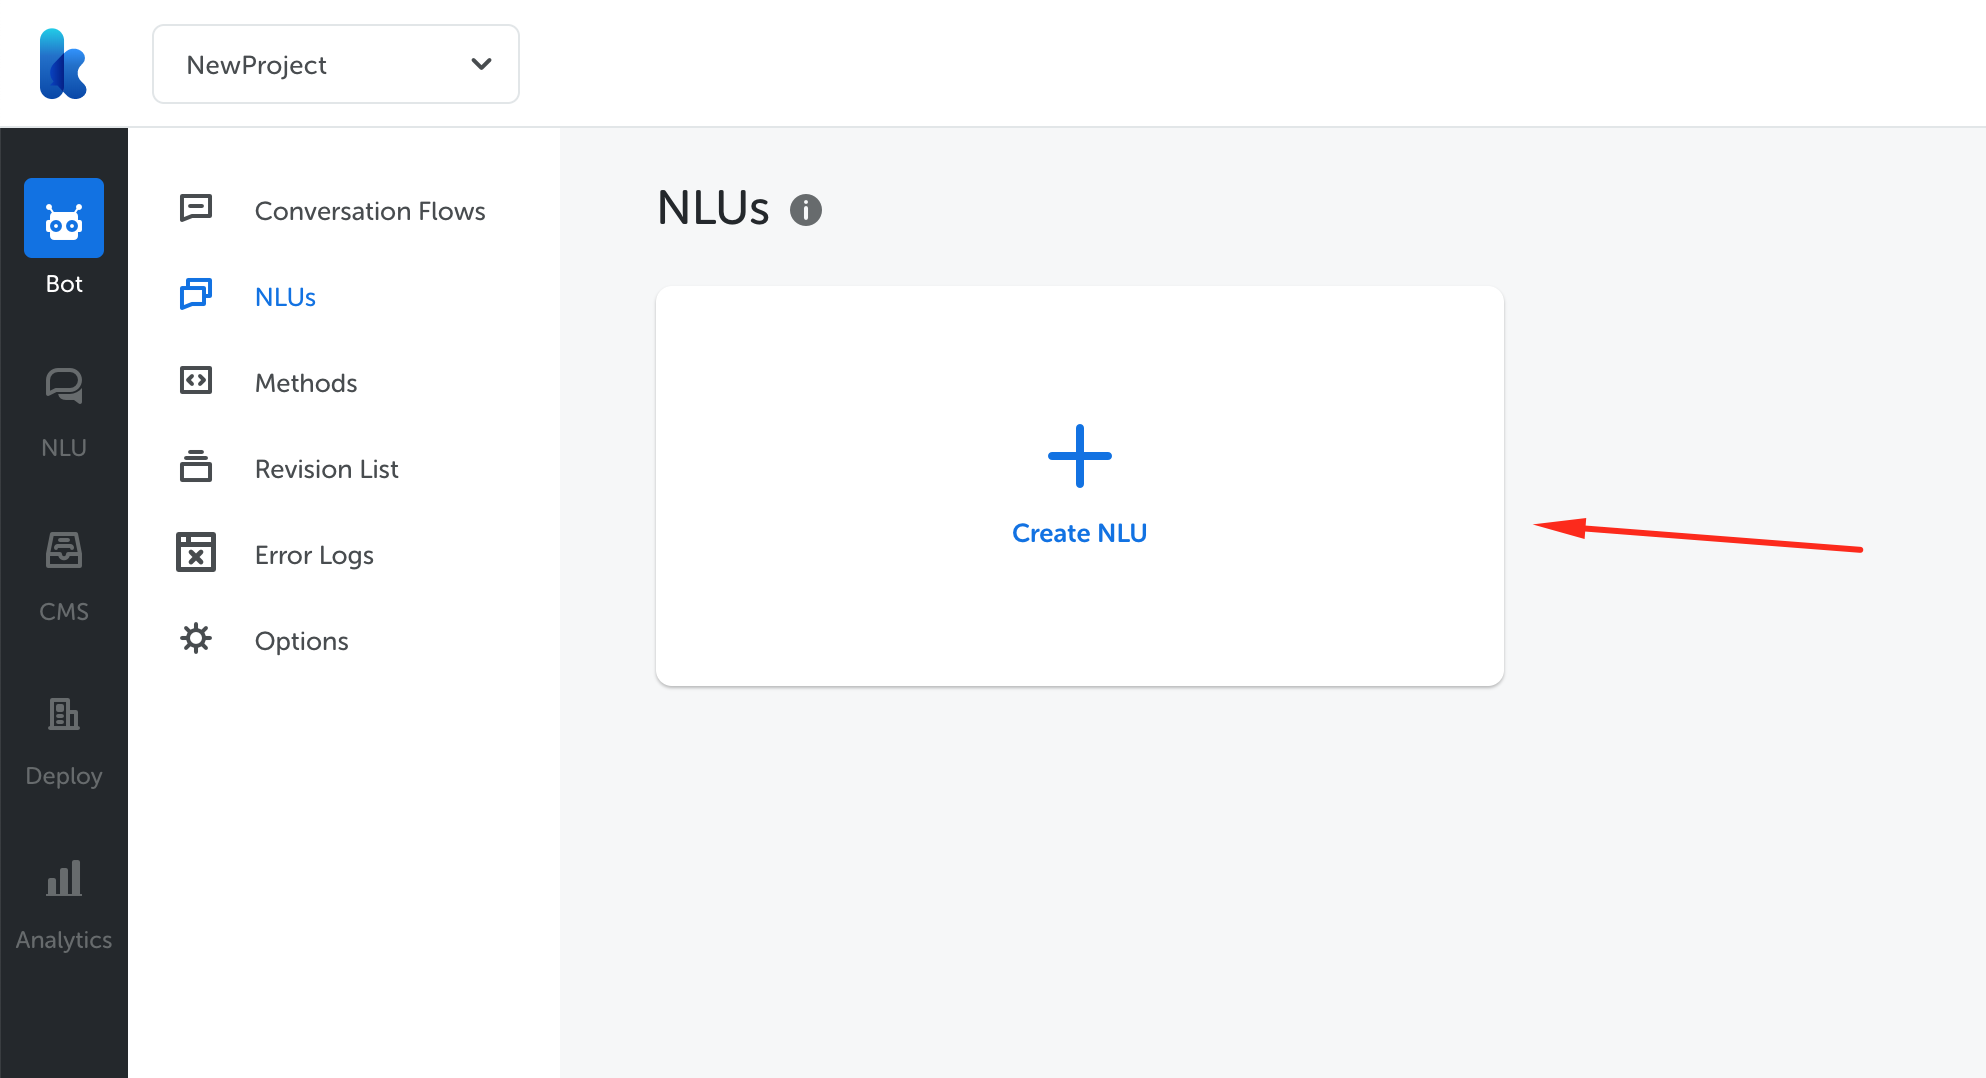 NewProject
Bot
NLU
CMS
Deploy
Analytics
Conversation Flows
NLUs
Methods
Revision List
Error Logs
Options
NLUs
Create NLU